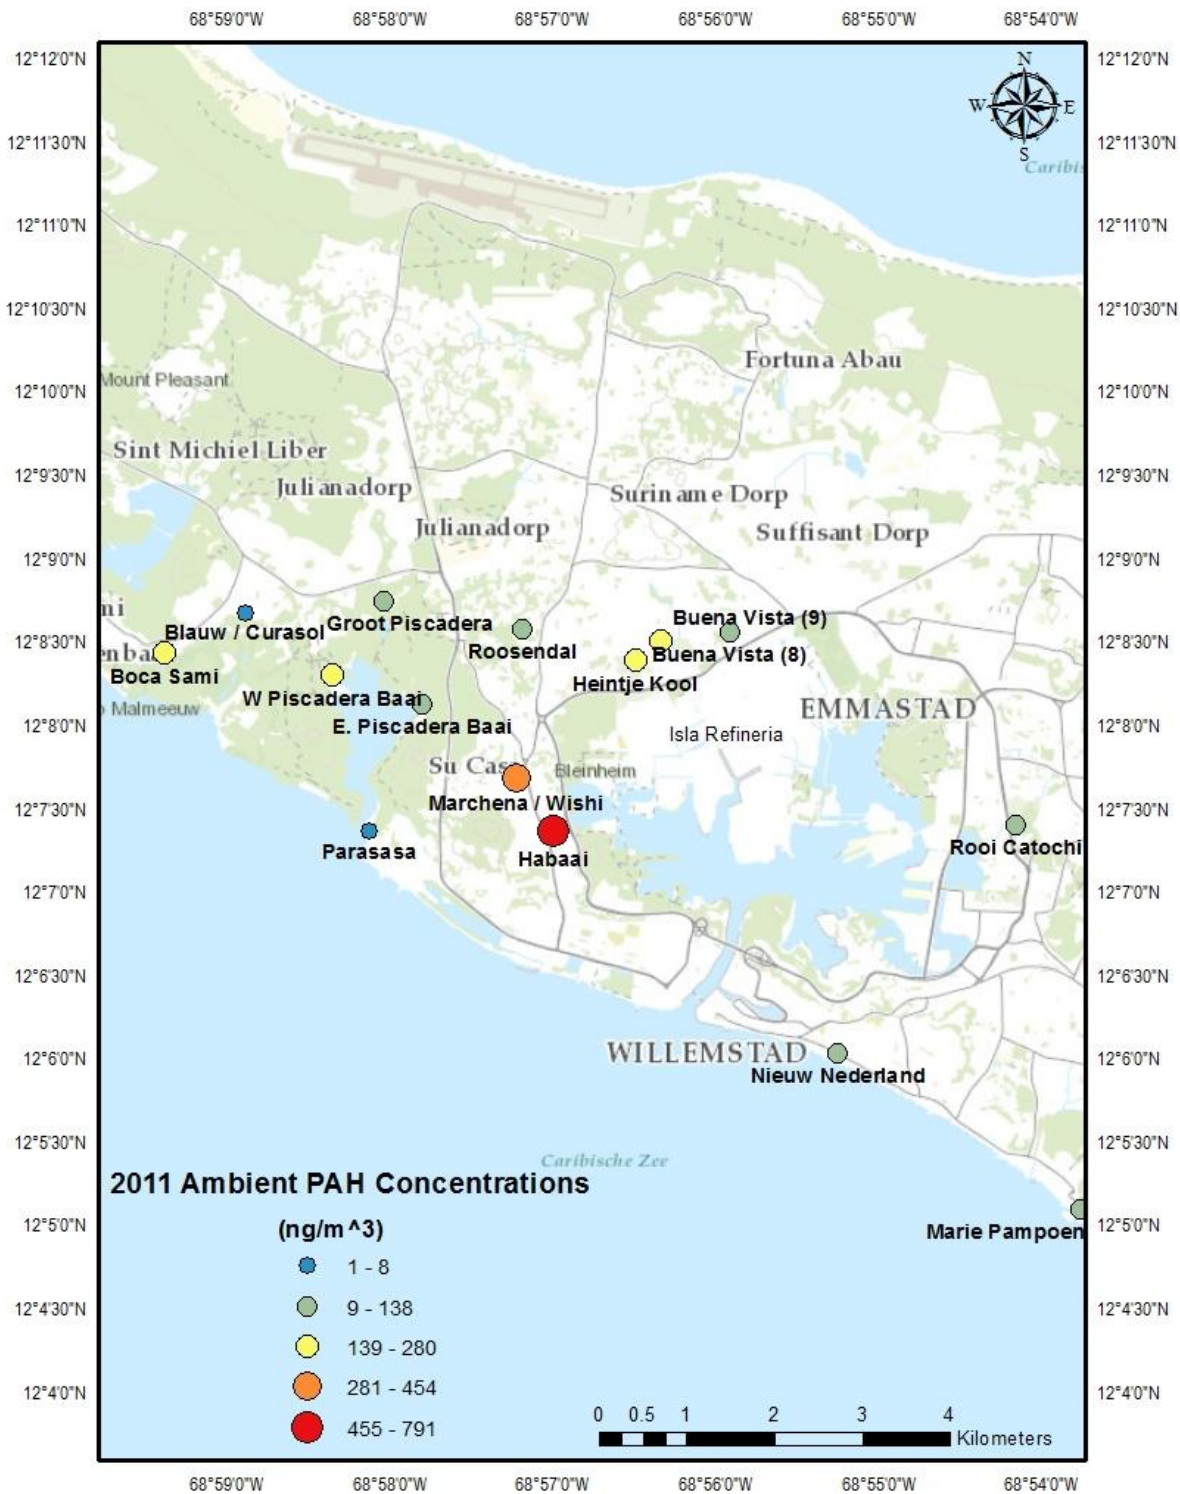 68°59'0"W 68°58'0"W 68°57'0"W 68°56'0"W 68°55'0"W 68°54'0"W
12°12'0"N 12°12'0"N
N
W E
S
12°11'30"N 12°11'30"N
Caribis
12°11'0"N 12°11'0"N
12°10'30"N 12°10'30"N
Fortuna Abau
Mount Pleasant
12°10'0"N 12°10'0"N
Sint Michiel Liber
12°9'30"N 12°9'30"N
Julianadorp
Suriname Dorp
Julianadorp
Suffisant Dorp
12°9'0"N 12°9'0"N
ni
Buena Vista (9)
Groot Piscadera
Blauw / Curasol
12°8'30"N 12°8'30"N
Roosendal
enba
Buena Vista (8)
Boca Sami
Heintje Kool
W Piscadera Baai
Malmeeuw
EMMASTAD
E. Piscadera Baai
12°8'0"N 12°8'0"N
Isla Refineria
Su Cas
Bleinheim
Marchena / Wishi
12°7'30"N 12°7'30"N
Rooi Catochi
Parasasa
Habaai
12°7'0"N 12°7'0"N
12°6'30"N 12°6'30"N
WILLEMSTAD
12°6'0"N 12°6'0"N
Nieuw Nederland
12°5'30"N 12°5'30"N
Caribische Zee
2011 Ambient PAH Concentrations
12°5'0"N 12°5'0"N
(ng/m^3)
Marie Pampoen
1 - 8
12°4'30"N 12°4'30"N
9 - 138
139 - 280
281 - 454
12°4'0"N 12°4'0"N
0 0.5 1 2 3 4
455 - 791
Kilometers
68°59'0"W 68°58'0"W 68°57'0"W 68°56'0"W 68°55'0"W 68°54'0"W